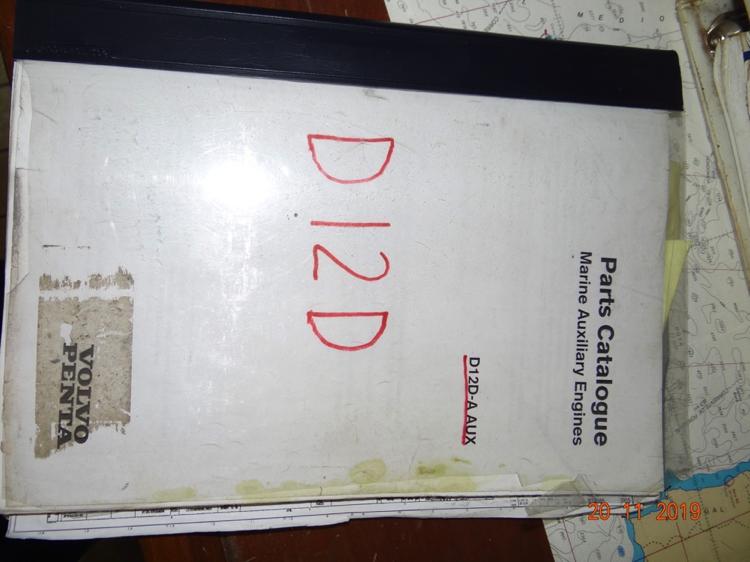 Parts Catalogue
Marine Auxiliary Engines
D12D-A AUX
D12D
VOLVO
PENTA
20 11 2019